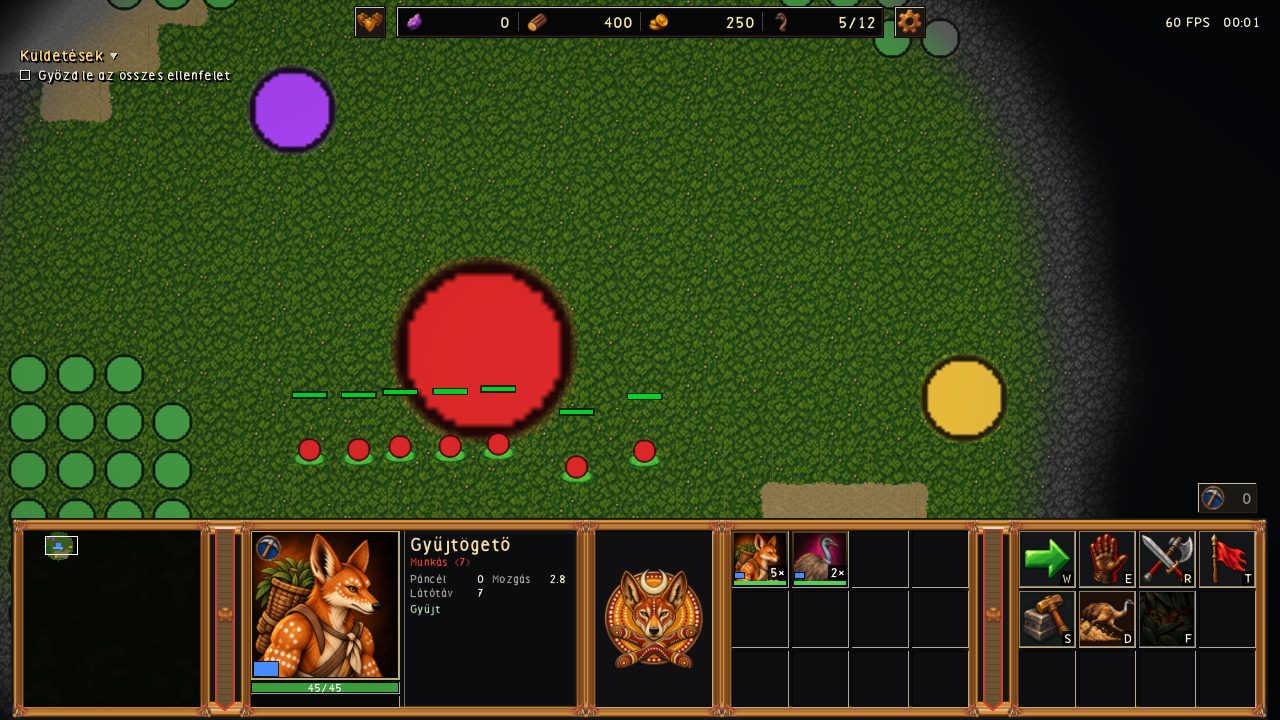 0
400
250
5/12
60 FPS 00:01
Küldetések
Győzd le az összes ellenfelet
0
Gyűjtögető
Munkás (7)
Páncél 0 Mozgás 2.8
Látótáv 7
Gyűjt
45/45
5×
2×
W
E
R
T
S
D
F